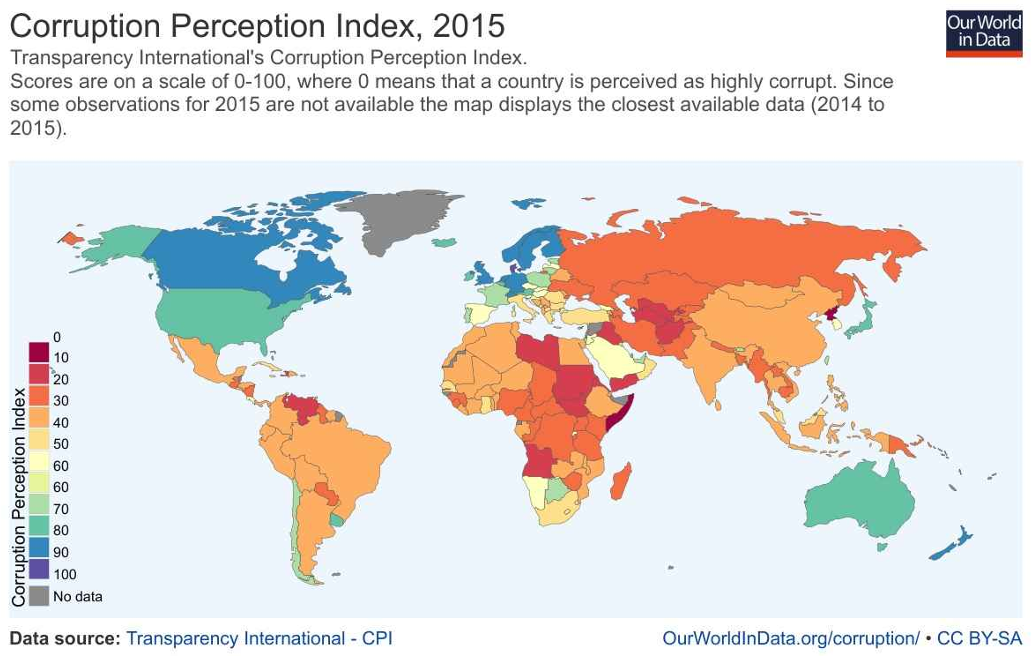 Corruption Perception Index, 2015
Our World
in Data
Transparency International's Corruption Perception Index.
Scores are on a scale of 0-100, where 0 means that a country is perceived as highly corrupt. Since
some observations for 2015 are not available the map displays the closest available data (2014 to
2015).
Corruption Perception Index
0
10
20
30
40
50
60
60
70
80
90
100
No data
Data source: Transparency International - CPI
OurWorldInData.org/corruption/ • CC BY-SA